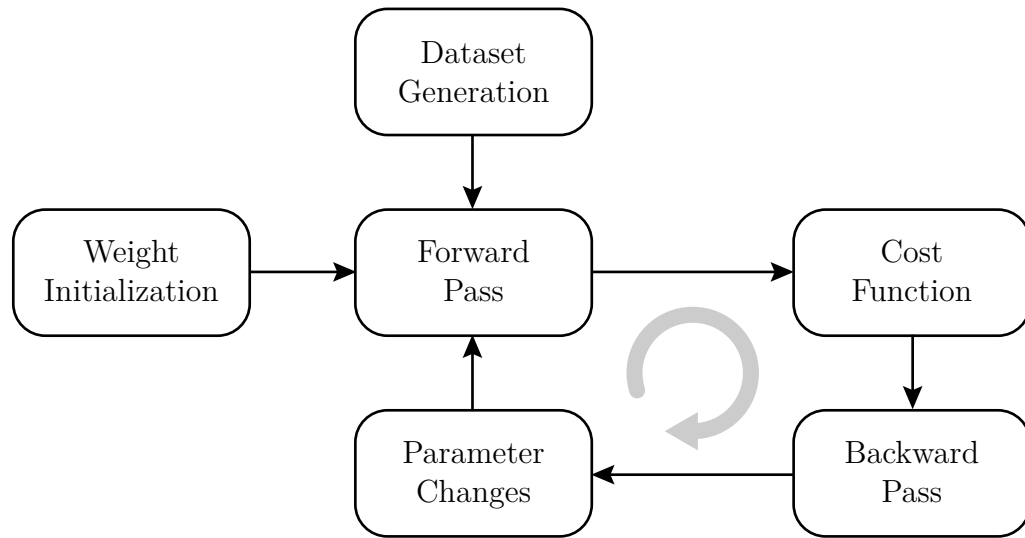 Dataset
Generation
Weight
Initialization
Forward
Pass
Cost
Function
Parameter
Changes
Backward
Pass